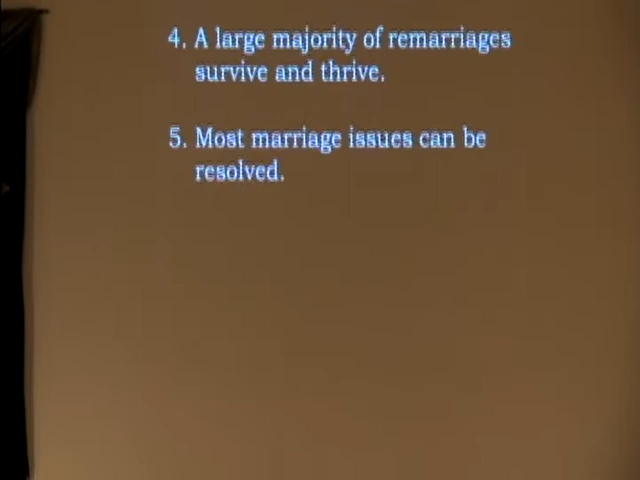 4. A large majority of remarriages
survive and thrive.
5. Most marriage issues can be
resolved.